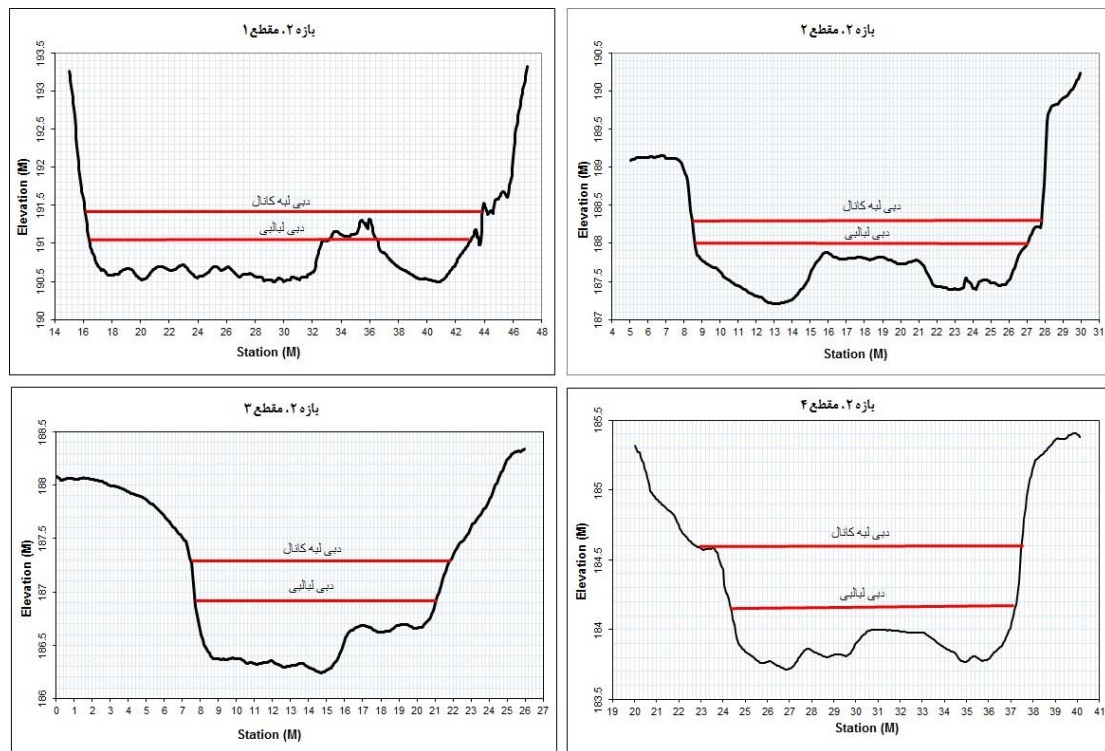 بازه ۲، مقطع ۱
193.5
193
192.5
192
191.5
191
190.5
190
Elevation (M)
دبی لبه کانال
دبی لبالبی
14 16 18 20 22 24 26 28 30 32 34 36 38 40 42 44 46 48
Station (M)
بازه ۲، مقطع ۲
190.5
190
189.5
189
188.5
188
187.5
187
Elevation (M)
دبی لبه کانال
دبی لبالبی
4 5 6 7 8 9 10 11 12 13 14 15 16 17 18 19 20 21 22 23 24 25 26 27 28 29 30 31
Station (M)
بازه ۲، مقطع ۳
188.5
188
187.5
187
186.5
186
Elevation (M)
دبی لبه کانال
دبی لبالبی
0 1 2 3 4 5 6 7 8 9 10 11 12 13 14 15 16 17 18 19 20 21 22 23 24 25 26 27
Station (M)
بازه ۲، مقطع ۴
185.5
185
184.5
184
183.5
Elevation (M)
دبی لبه کانال
دبی لبالبی
19 20 21 22 23 24 25 26 27 28 29 30 31 32 33 34 35 36 37 38 39 40 41
Station (M)